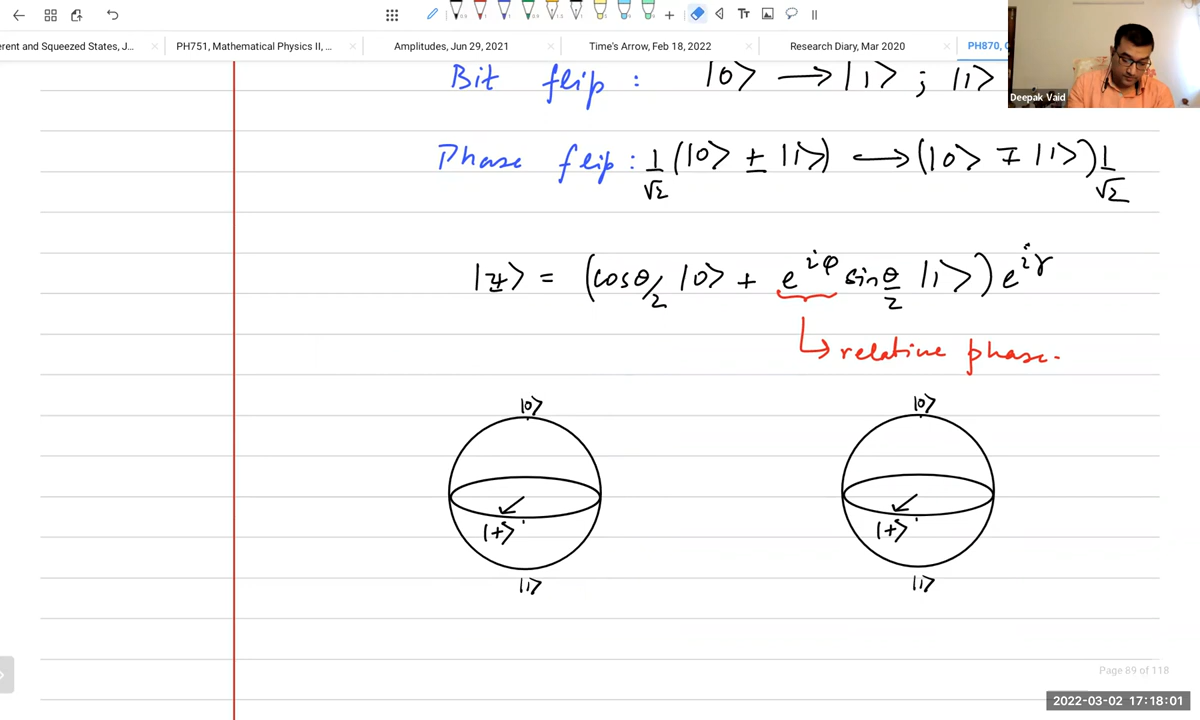 erent and Squeezed States, J... PH751, Mathematical Physics II, ... Amplitudes, Jun 29, 2021 Time's Arrow, Feb 18, 2022 Research Diary, Mar 2020 PH870,
Deepak Vaid
Bit flip : |0⟩ → |1⟩ ; |1⟩
Phase flip : 1/√2 (|0⟩ ± |1⟩) ↔ (|0⟩ ∓ |1⟩) 1/√2
|Ψ⟩ = (cos θ/2 |0⟩ + e^{iφ} sin θ/2 |1⟩) e^{iγ}
↳ relative phase.
|0⟩ |0⟩
|+⟩ |+⟩
|1⟩ |1⟩
Page 89 of 118
2022-03-02 17:18:01